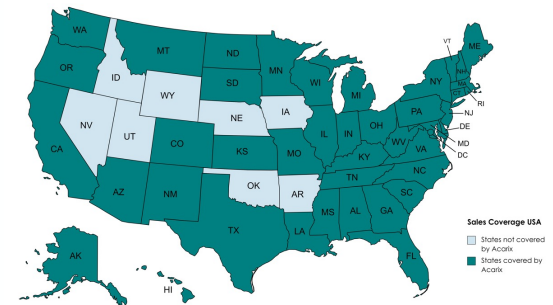 WA
MT
ND
MN
VT
ME
OR
ID
SD
WI
MI
NY
NH
MA
CT
RI
WY
IA
NE
PA
NJ
NV
UT
CO
IL
IN
OH
DE
MD
DC
CA
KS
MO
KY
WV
VA
AZ
NM
OK
AR
TN
NC
SC
MS
AL
GA
TX
LA
FL
AK
HI
Sales Coverage USA
States not covered
by Acarix
States covered by
Acarix